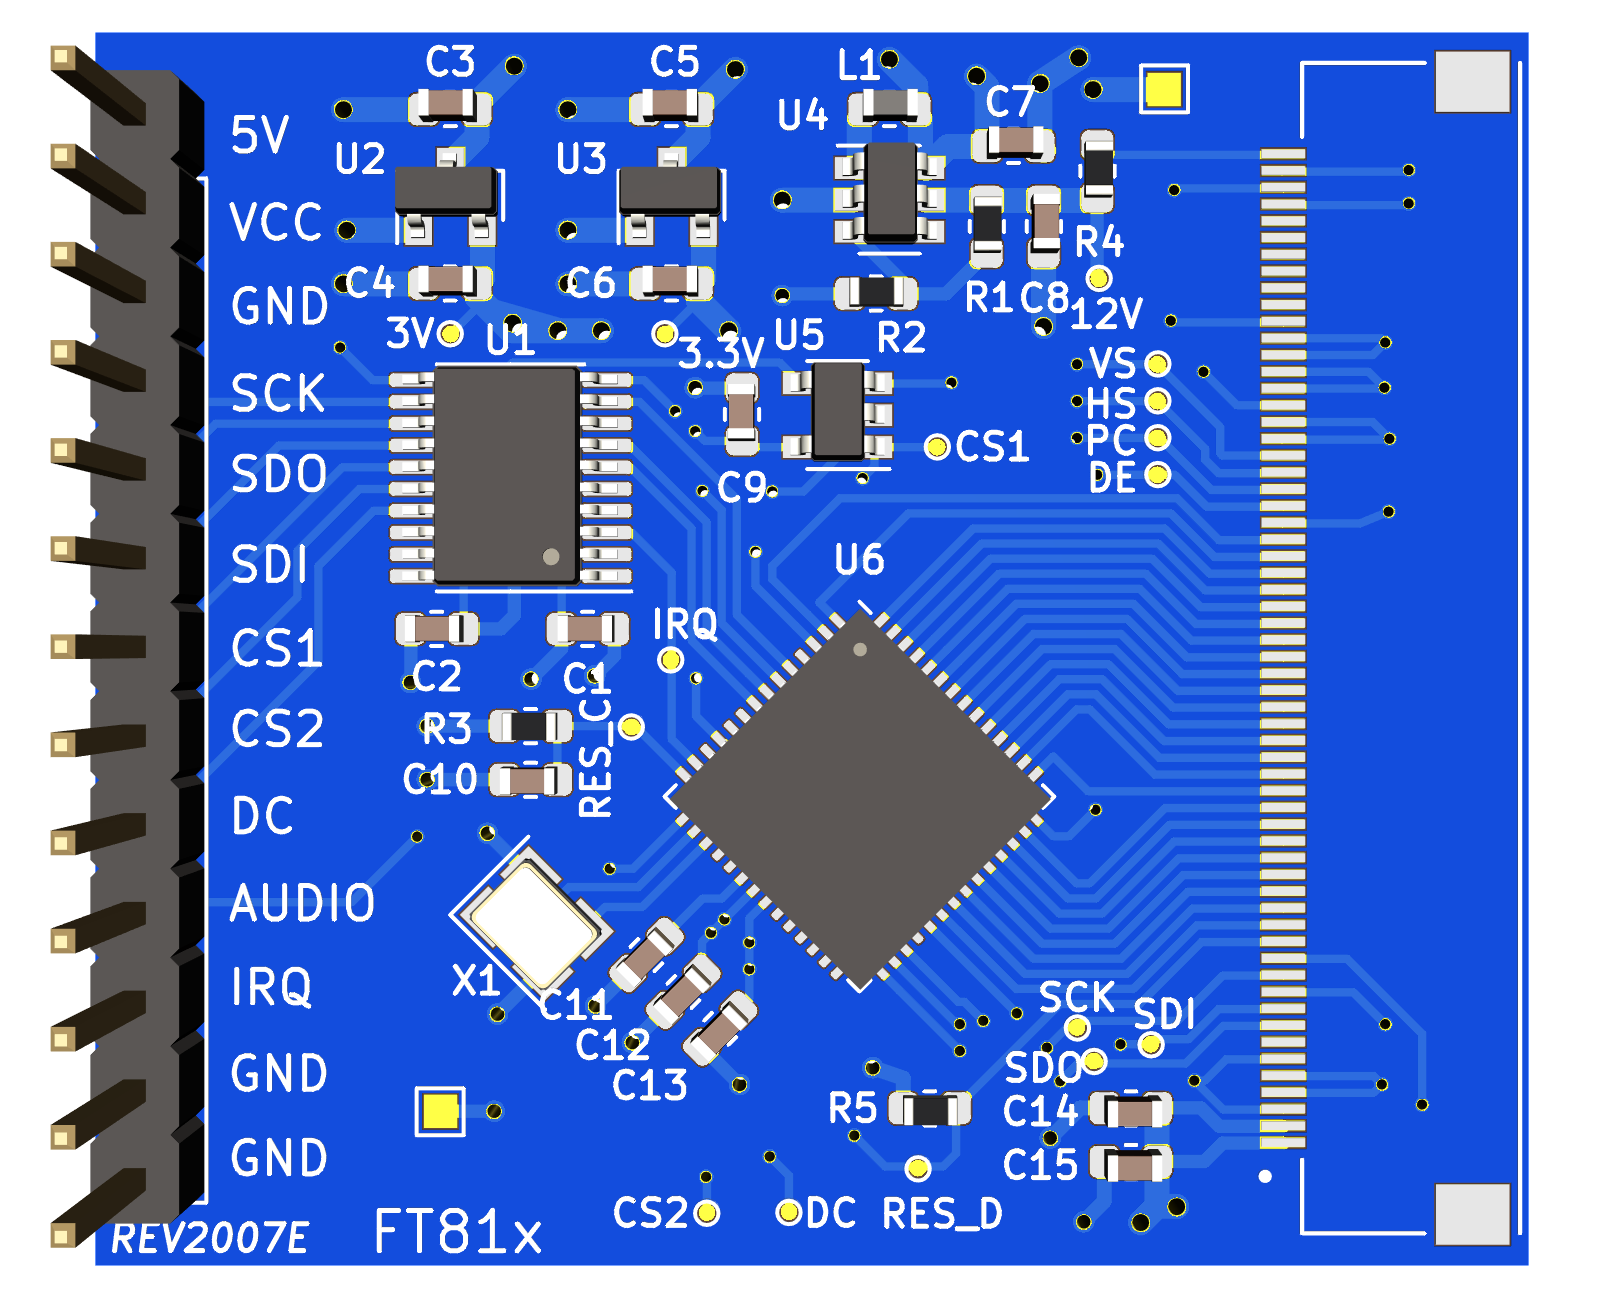 C3
C5
L1
C7
U4
5V
U2
U3
VCC
R4
C4
C6
R1
C8
GND
12V
3V
U1
3.3V
U5
R2
VS
SCK
HS
PC
CS1
SDO
C9
DE
SDI
U6
IRQ
CS1
C2
C1
CS2
R3
RES_C1
C10
DC
AUDIO
X1
IRQ
C11
SCK
SDI
C12
SDO
GND
C13
R5
C14
GND
C15
CS2
DC
RES_D
REV2007E
FT81x